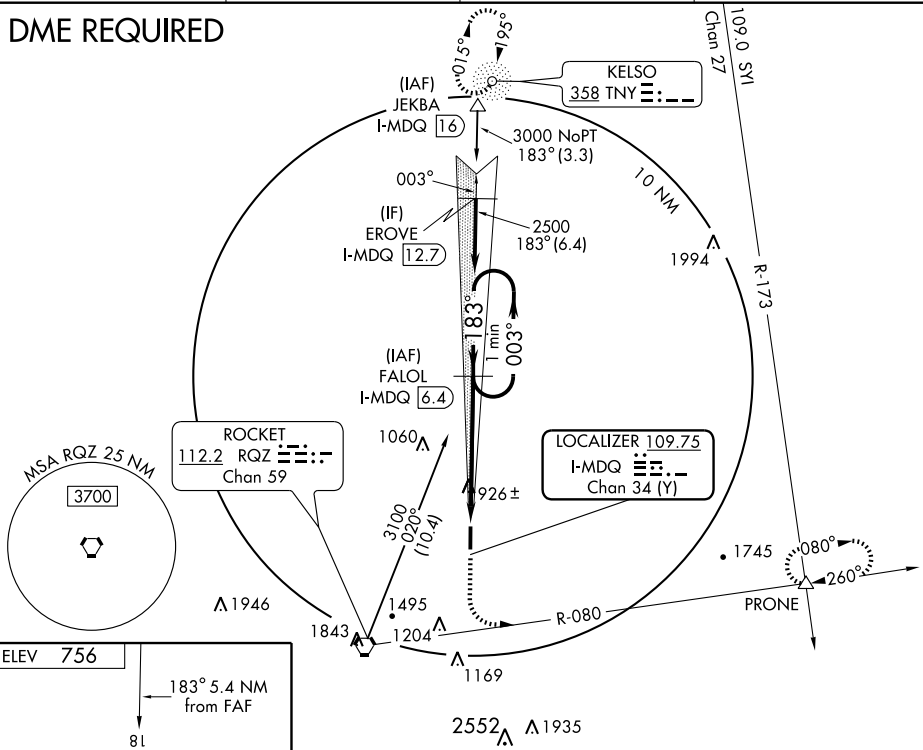 DME REQUIRED
109.0 SYI
Chan 27
015°
195°
KELSO
358 TNY
(IAF)
JEKBA
I-MDQ 16
3000 NoPT
183° (3.3)
003°
10 NM
(IF)
EROVE
I-MDQ 12.7
2500
183° (6.4)
1994
R-173
183°
1 min
003°
(IAF)
FALOL
I-MDQ 6.4
ROCKET
112.2 RQZ
Chan 59
1060
LOCALIZER 109.75
I-MDQ
Chan 34 (Y)
MSA RQZ 25 NM
3700
926±
3100
020°
(10.4)
1745
080°
260°
PRONE
1946
1495
R-080
1843
1204
1169
ELEV 756
183° 5.4 NM
from FAF
18
2552
1935